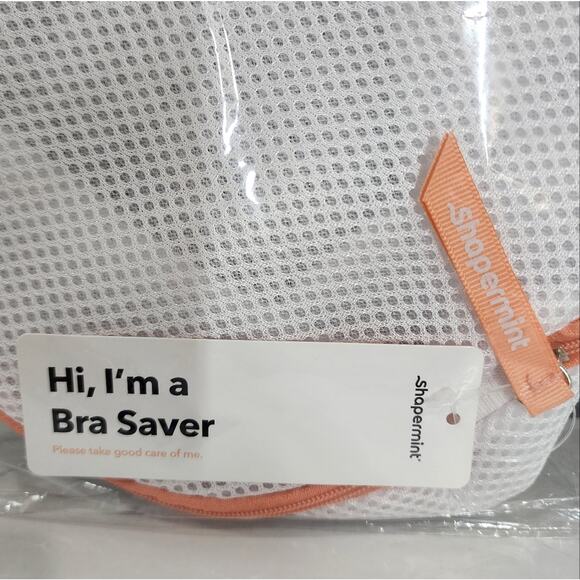 Shapermint
Hi, I'm a
Bra Saver
Please take good care of me.
Shapermint